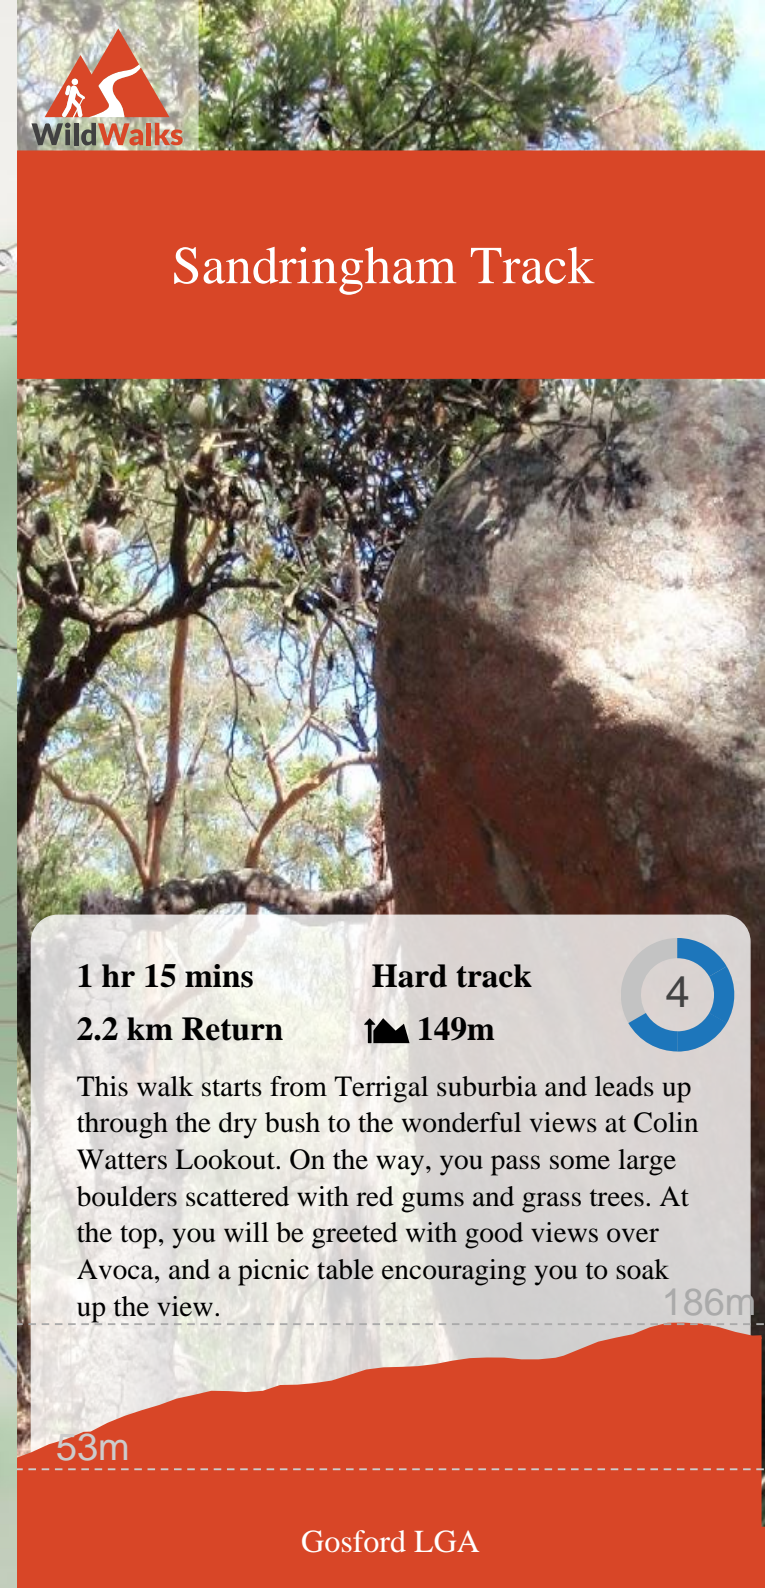 WildWalks
Sandringham Track
1 hr 15 mins
Hard track
4
2.2 km Return
149m
This walk starts from Terrigal suburbia and leads up
through the dry bush to the wonderful views at Colin
Watters Lookout. On the way, you pass some large
boulders scattered with red gums and grass trees. At
the top, you will be greeted with good views over
Avoca, and a picnic table encouraging you to soak
up the view.
186m
53m
Gosford LGA